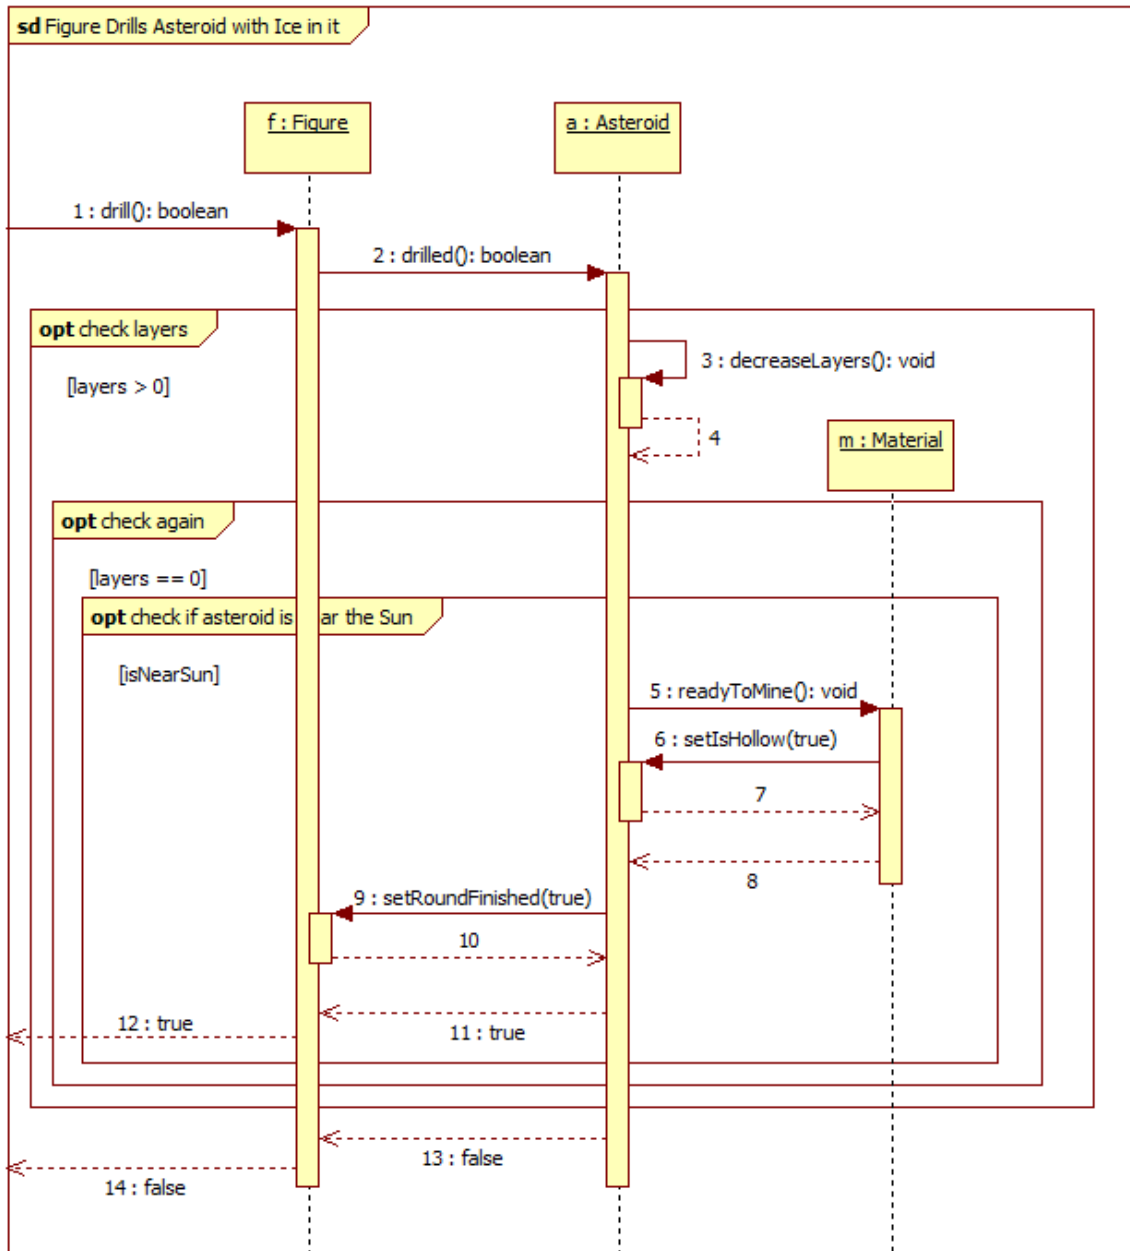 sd Figure Drills Asteroid with Ice in it
f : Figure
a : Asteroid
1 : drill(): boolean
2 : drilled(): boolean
opt check layers
[layers > 0]
3 : decreaseLayers(): void
4
m : Material
opt check again
[layers == 0]
opt check if asteroid is ar the Sun
[isNearSun]
5 : readyToMine(): void
6 : setIsHollow(true)
7
8
9 : setRoundFinished(true)
10
11 : true
12 : true
13 : false
14 : false